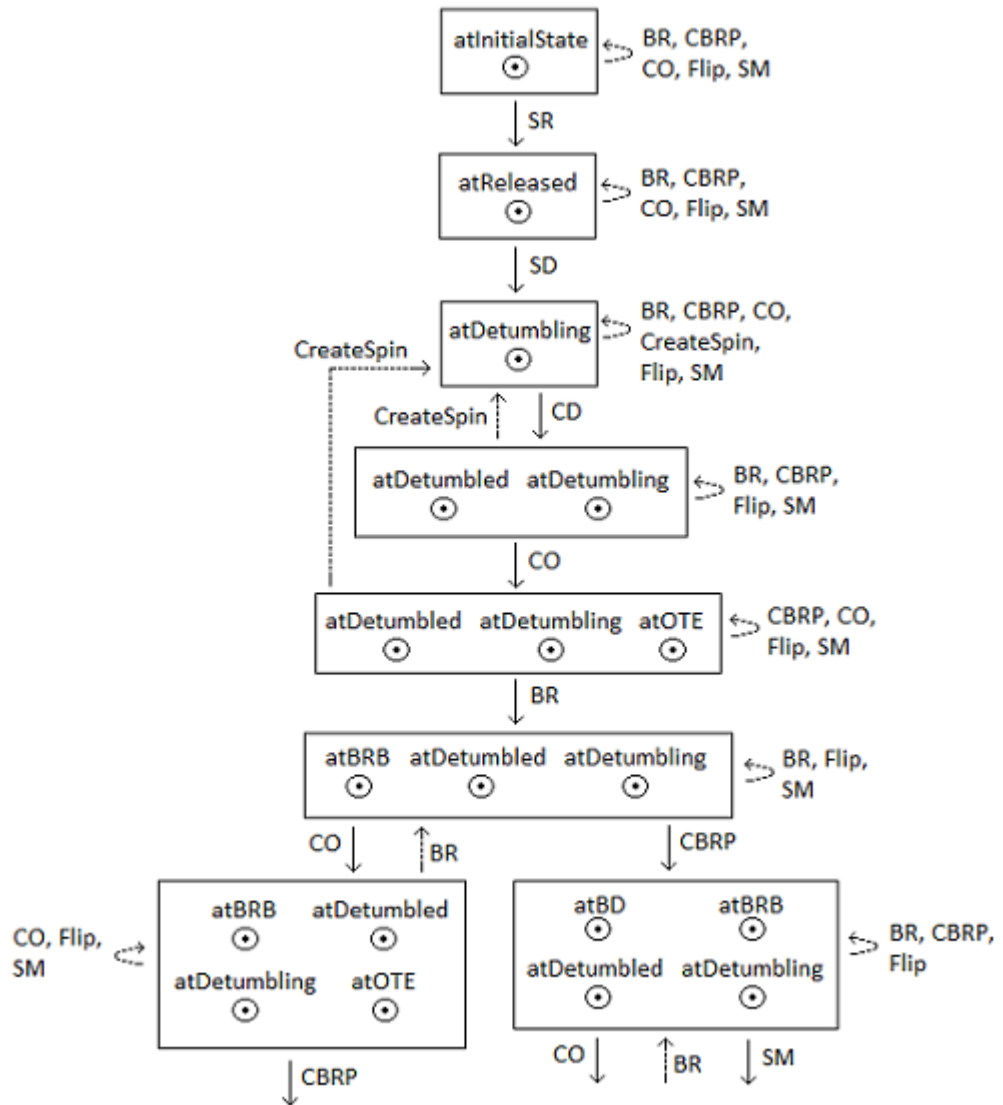 atInitialState
BR, CBRP,
CO, Flip, SM
SR
atReleased
BR, CBRP,
CO, Flip, SM
SD
atDetumbling
BR, CBRP, CO,
CreateSpin,
Flip, SM
CreateSpin
CreateSpin
CD
atDetumbled atDetumbling
BR, CBRP,
Flip, SM
CO
atDetumbled atDetumbling atOTE
CBRP, CO,
Flip, SM
BR
atBRB atDetumbled atDetumbling
BR, Flip,
SM
CO
BR
CBRP
CO, Flip,
SM
atBRB atDetumbled
atDetumbling atOTE
atBD atBRB
atDetumbled atDetumbling
BR, CBRP,
Flip
CBRP
CO
BR
SM